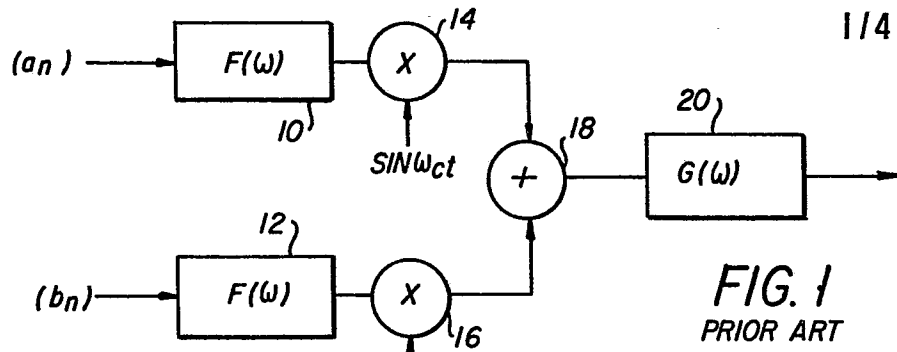 1/4
14
(an)
F(ω)
X
10
SINωct
18
+
20
G(ω)
12
(bn)
F(ω)
X
16
FIG. 1
PRIOR ART